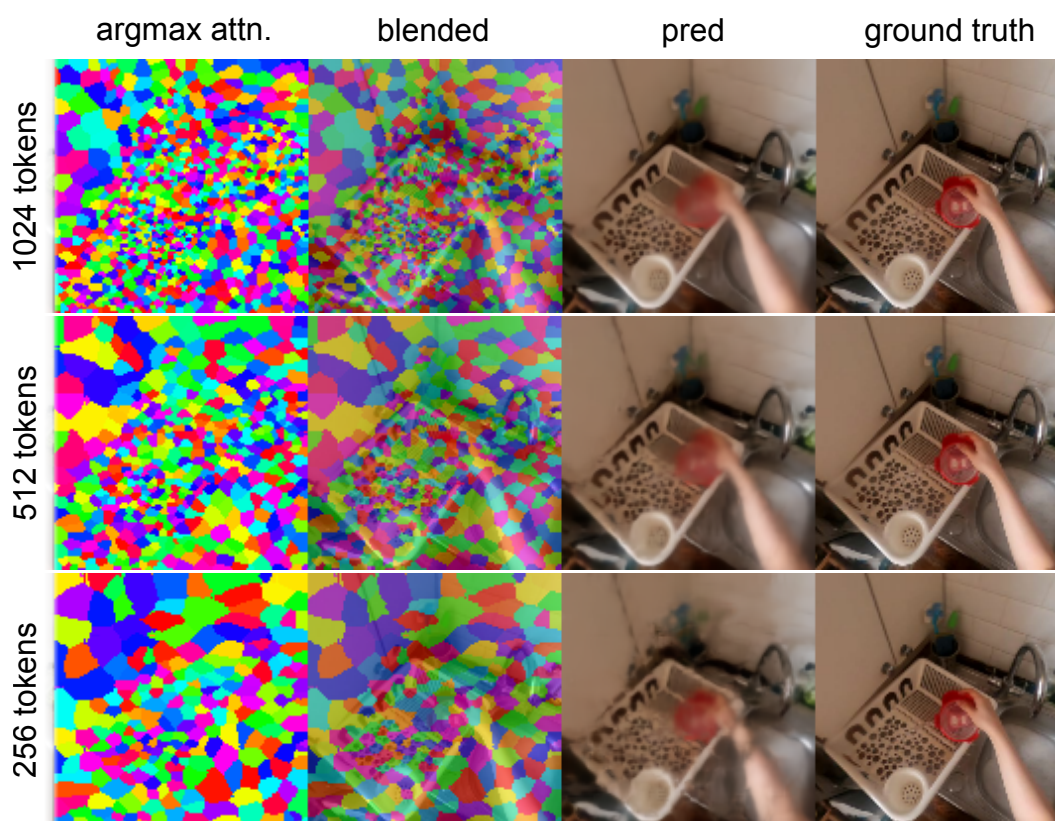 argmax attn. blended pred ground truth
1024 tokens
512 tokens
256 tokens